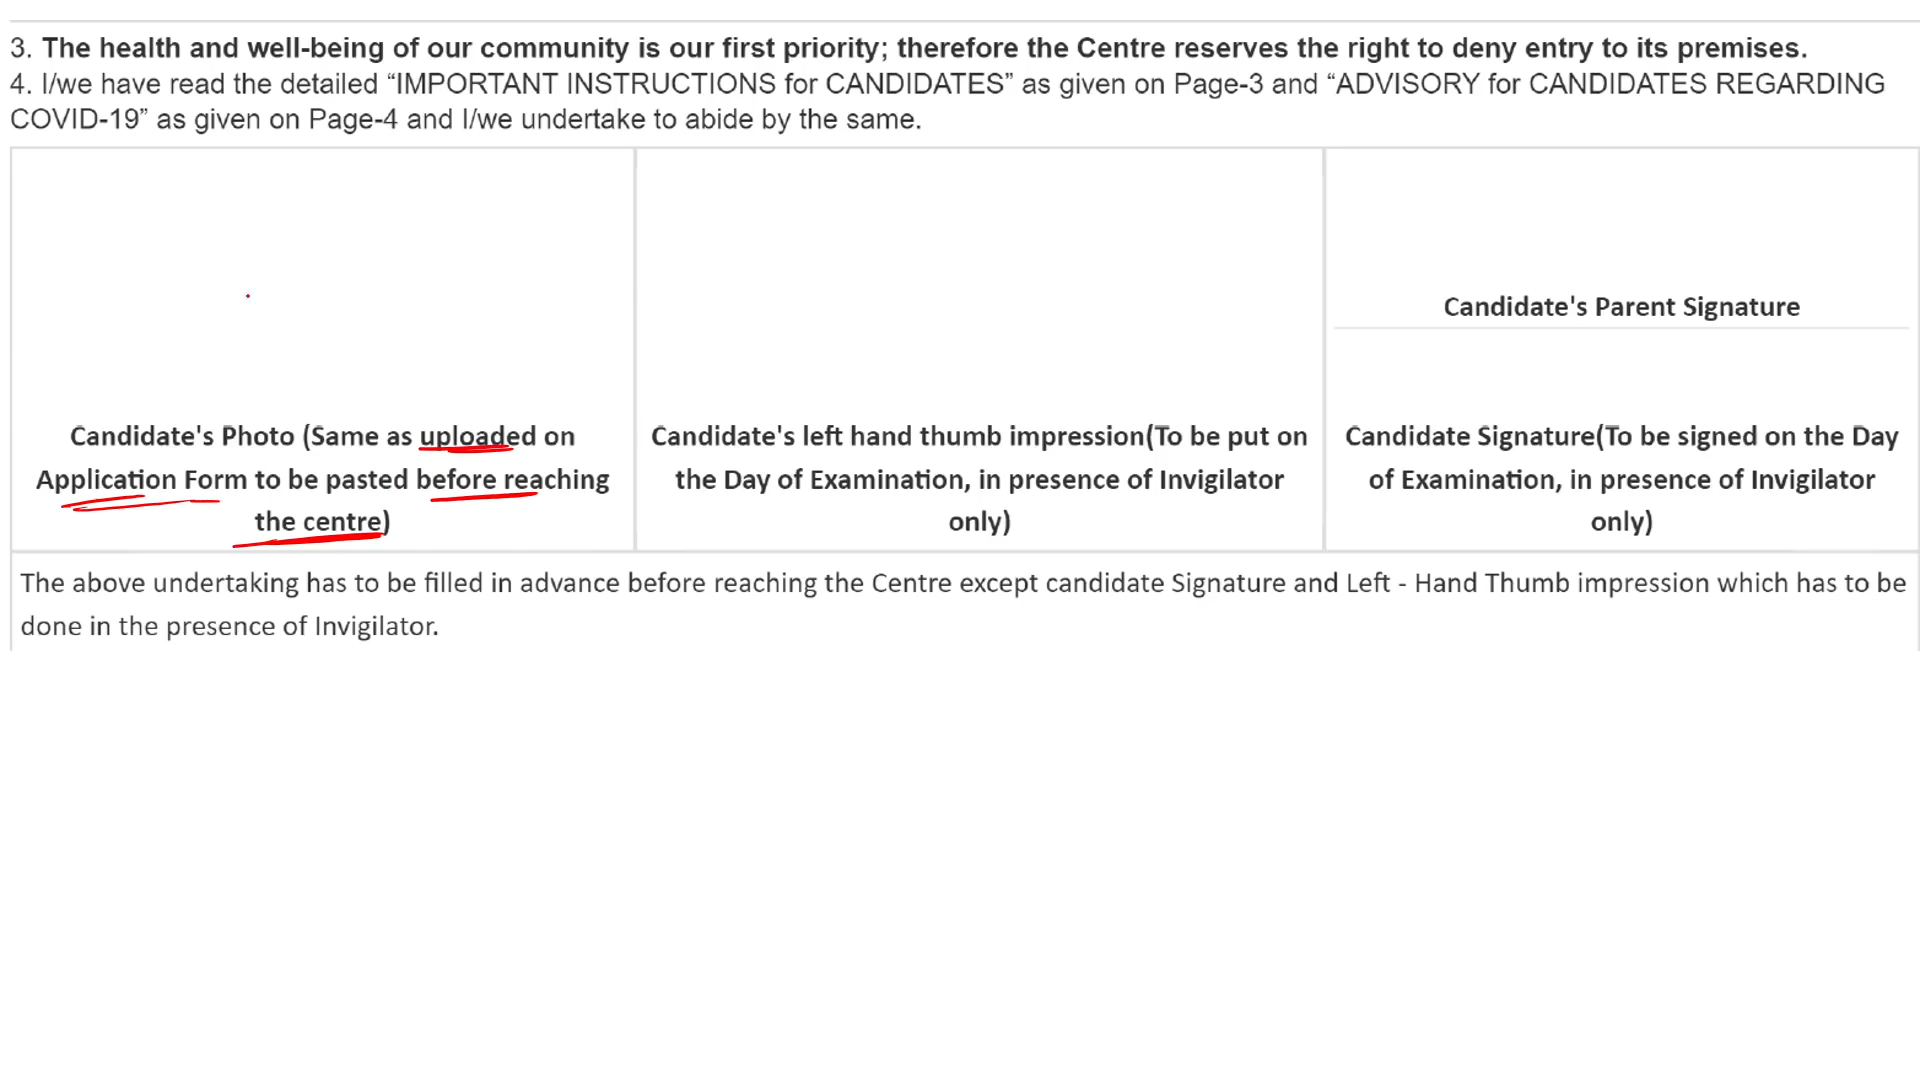 3. The health and well-being of our community is our first priority; therefore the Centre reserves the right to deny entry to its premises.
4. I/we have read the detailed “IMPORTANT INSTRUCTIONS for CANDIDATES” as given on Page-3 and “ADVISORY for CANDIDATES REGARDING
COVID-19” as given on Page-4 and I/we undertake to abide by the same.
Candidate's Photo (Same as uploaded on
Application Form to be pasted before reaching
the centre)
Candidate's left hand thumb impression(To be put on
the Day of Examination, in presence of Invigilator
only)
Candidate's Parent Signature
Candidate Signature(To be signed on the Day
of Examination, in presence of Invigilator
only)
The above undertaking has to be filled in advance before reaching the Centre except candidate Signature and Left - Hand Thumb impression which has to be
done in the presence of Invigilator.